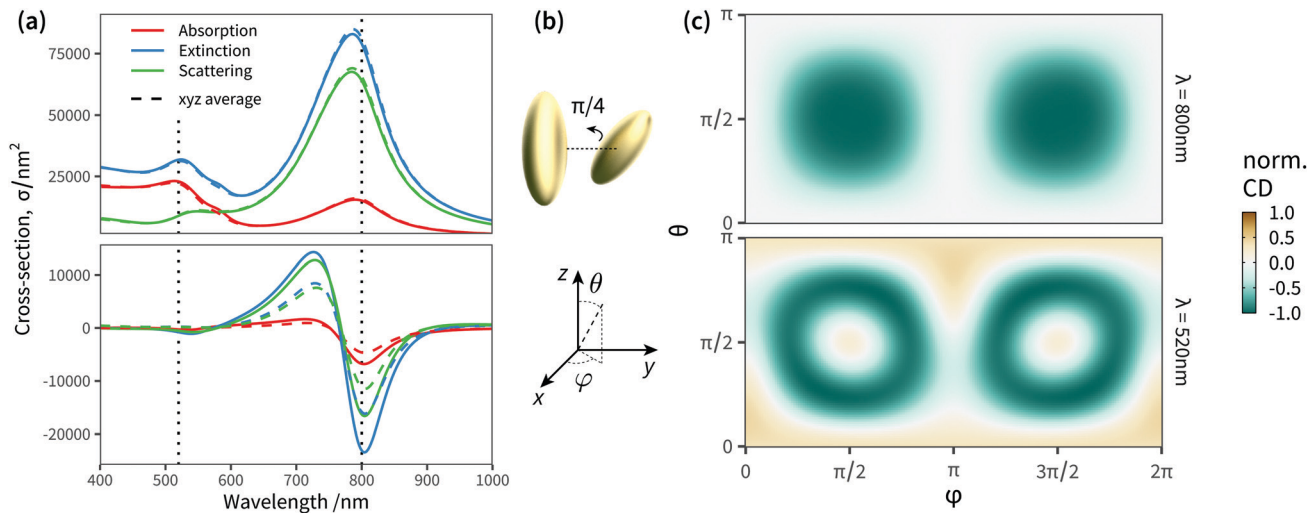 (a)
Absorption
Extinction
Scattering
xyz average
75000
50000
25000
10000
0
-10000
-20000
Cross-section, σ/nm²
400 500 600 700 800 900 1000
Wavelength /nm
(b)
π/4
z
θ
φ
x
y
(c)
π
π/2
0
λ = 800nm
θ
π
π/2
0
λ = 520nm
0 π/2 π 3π/2 2π
φ
norm.
CD
1.0
0.5
0.0
-0.5
-1.0